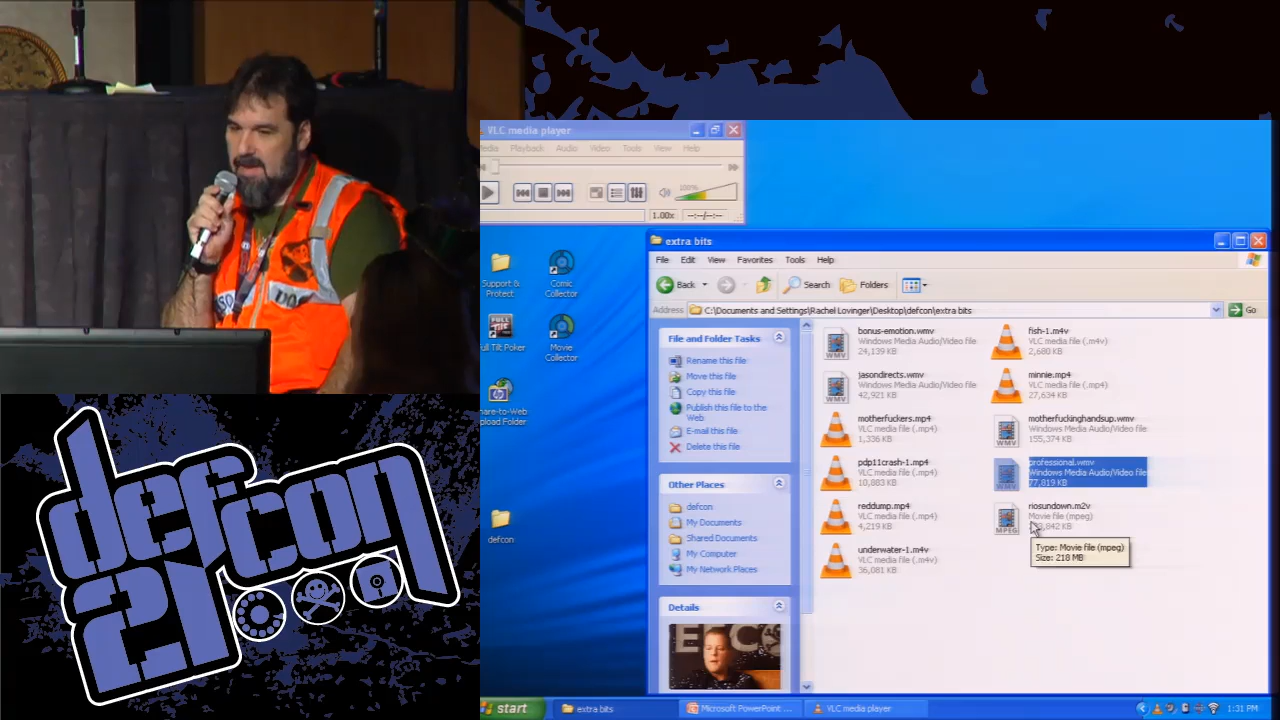 VLC media player
Playback Audio Video Tools View Help
100%
1.00x --:--/--:--
extra bits
File Edit View Favorites Tools Help
Back Search Folders
Address C:\Documents and Settings\Rachel Lovinger\Desktop\defcon\extra bits Go
Support &
Protect
Comic
Collector
Full Tilt Poker
Movie
Collector
Upload Folder
defcon
File and Folder Tasks
Rename this file
Move this file
Copy this file
Publish this file to the
Web
E-mail this file
Delete this file
Other Places
defcon
My Documents
Shared Documents
My Computer
My Network Places
Details
bonus-emotion.wmv
Windows Media Audio/Video file
24,139 KB
fish-1.m4v
VLC media file (.m4v)
2,680 KB
jasondirects.wmv
Windows Media Audio/Video file
42,921 KB
minnie.mp4
VLC media file (.mp4)
27,634 KB
motherfuckers.mp4
VLC media file (.mp4)
1,336 KB
motherfuckinghandsup.wmv
Windows Media Audio/Video file
155,374 KB
pdp11crash-1.mp4
VLC media file (.mp4)
10,883 KB
professional.wmv
Windows Media Audio/Video file
77,819 KB
reddump.mp4
VLC media file (.mp4)
4,219 KB
riosundown.m2v
Movie file (mpeg)
underwater-1.m4v
VLC media file (.m4v)
36,081 KB
Type: Movie file (mpeg)
Size: 218 MB
start extra bits Microsoft PowerPoint ... VLC media player 1:31 PM
defcon
21